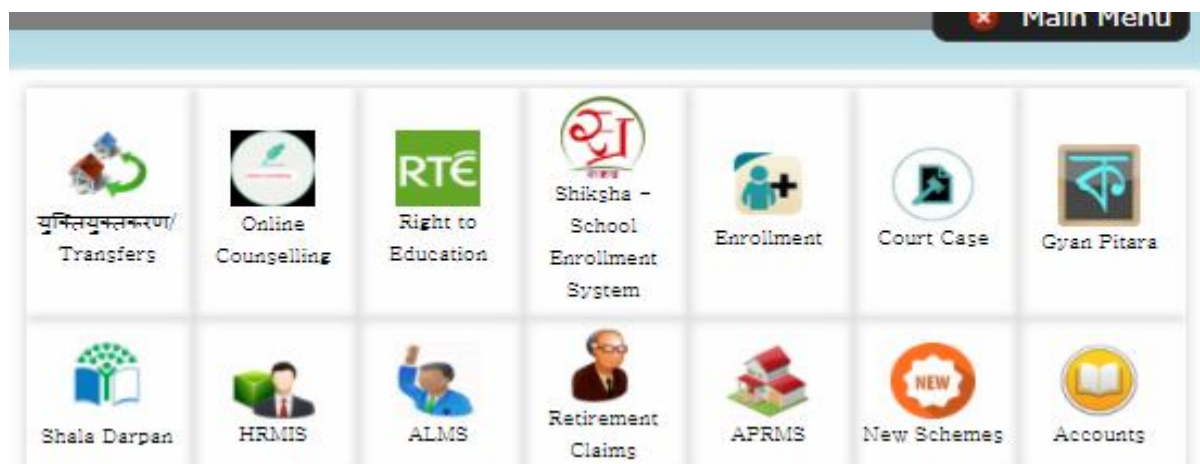 Main Menu
युक्तियुक्तकरण/
Transfers
Online
Counselling
RTÉ
Right to
Education
Shiksha –
School
Enrollment
System
Enrollment
Court Case
Gyan Pitara
Shala Darpan
HRMIS
ALMS
Retirement
Claims
APRMS
NEW
New Schemes
Accounts